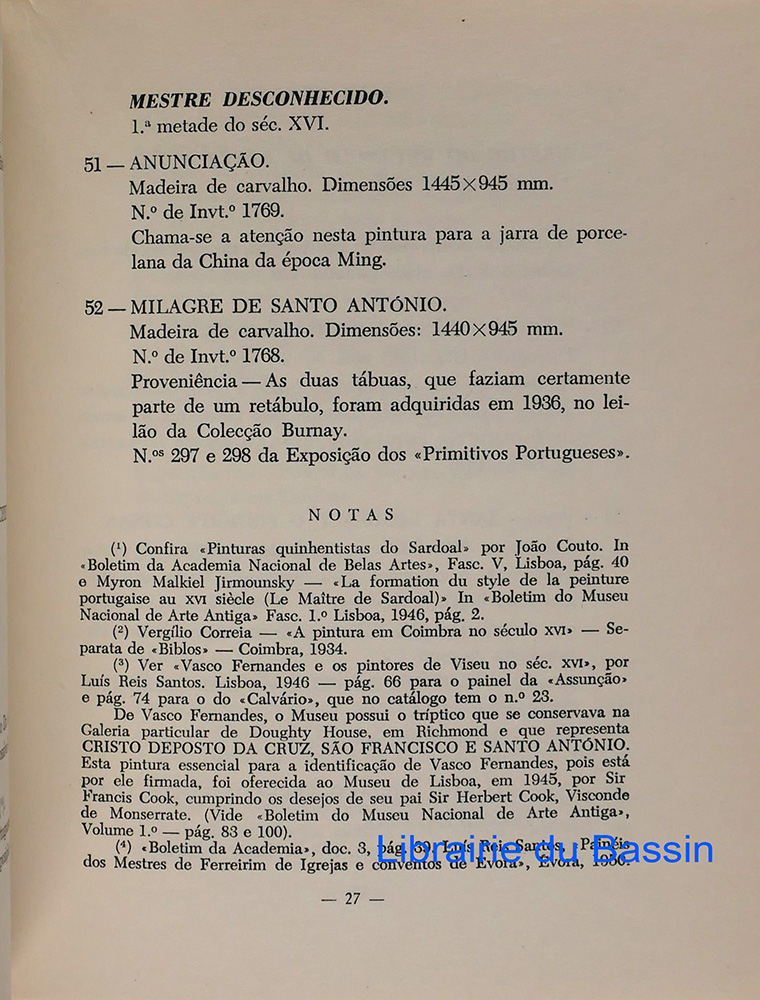 MESTRE DESCONHECIDO.
1.ª metade do séc. XVI.
51 — ANUNCIAÇÃO.
Madeira de carvalho. Dimensões 1445×945 mm.
N.º de Invt.º 1769.
Chama-se a atenção nesta pintura para a jarra de porce-
lana da China da época Ming.
52 — MILAGRE DE SANTO ANTÓNIO.
Madeira de carvalho. Dimensões: 1440×945 mm.
N.º de Invt.º 1768.
Proveniência — As duas tábuas, que faziam certamente
parte de um retábulo, foram adquiridas em 1936, no lei-
lão da Colecção Burnay.
N.os 297 e 298 da Exposição dos «Primitivos Portugueses».
NOTAS
(1) Confira «Pinturas quinhentistas do Sardoal» por João Couto. In
«Boletim da Academia Nacional de Belas Artes», Fasc. V, Lisboa, pág. 40
e Myron Malkiel Jirmounsky — «La formation du style de la peinture
portugaise au XVI siècle (Le Maître de Sardoal)» In «Boletim do Museu
Nacional de Arte Antiga» Fasc. 1.º Lisboa, 1946, pág. 2.
(2) Vergílio Correia — «A pintura em Coimbra no século XVI» — Se-
parata de «Biblos» — Coimbra, 1934.
(3) Ver «Vasco Fernandes e os pintores de Viseu no séc. XVI», por
Luís Reis Santos. Lisboa, 1946 — pág. 66 para o painel da «Assunção»
e pág. 74 para o do «Calvário», que no catálogo tem o n.º 23.
De Vasco Fernandes, o Museu possui o tríptico que se conservava na
Galeria particular de Doughty House, em Richmond e que representa
CRISTO DEPOSTO DA CRUZ, SÃO FRANCISCO E SANTO ANTÓNIO.
Esta pintura essencial para a identificação de Vasco Fernandes, pois está
por ele firmada, foi oferecida ao Museu de Lisboa, em 1945, por Sir
Francis Cook, cumprindo os desejos de seu pai Sir Herbert Cook, Visconde
de Monserrate. (Vide «Boletim do Museu Nacional de Arte Antiga»,
Volume 1.º — pág. 83 e 100).
(4) «Boletim da Academia», doc. 3, pág. 39. Luís Reis Santos, «Painéis
dos Mestres de Ferreirim de Igrejas e conventos de Évora», Évora,
Librairie du Bassin
— 27 —